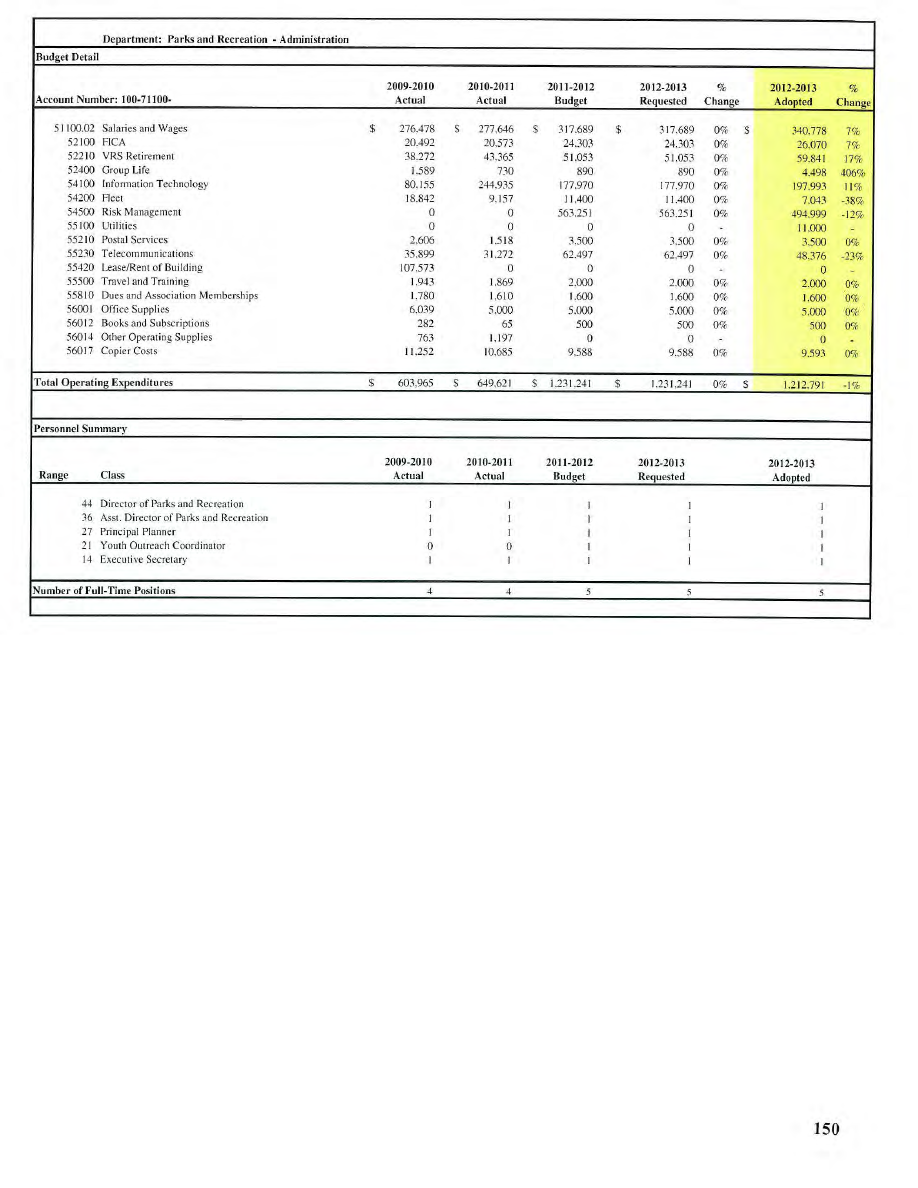 Department: Parks and Recreation - Administration
Budget Detail
2009-2010 2010-2011 2011-2012 2012-2013 % 2012-2013 %
Account Number: 100-71100- Actual Actual Budget Requested Change Adopted Change
51100.02 Salaries and Wages $ 276,478 $ 277,646 $ 317,689 $ 317,689 0% $ 340,778 7%
52100 FICA 20,492 20,573 24,303 24,303 0% 26,070 7%
52210 VRS Retirement 38,272 43,365 51,053 51,053 0% 59,841 17%
52400 Group Life 1,589 730 890 890 0% 4,498 406%
54100 Information Technology 80,155 244,935 177,970 177,970 0% 197,993 11%
54200 Fleet 18,842 9,157 11,400 11,400 0% 7,043 -38%
54500 Risk Management 0 0 563,251 563,251 0% 494,999 -12%
55100 Utilities 0 0 0 0 - 11,000 -
55210 Postal Services 2,606 1,518 3,500 3,500 0% 3,500 0%
55230 Telecommunications 35,899 31,272 62,497 62,497 0% 48,376 -23%
55420 Lease/Rent of Building 107,573 0 0 0 - 0 -
55500 Travel and Training 1,943 1,869 2,000 2,000 0% 2,000 0%
55810 Dues and Association Memberships 1,780 1,610 1,600 1,600 0% 1,600 0%
56001 Office Supplies 6,039 5,000 5,000 5,000 0% 5,000 0%
56012 Books and Subscriptions 282 65 500 500 0% 500 0%
56014 Other Operating Supplies 763 1,197 0 0 - 0 -
56017 Copier Costs 11,252 10,685 9,588 9,588 0% 9,593 0%
Total Operating Expenditures $ 603,965 $ 649,621 $ 1,231,241 $ 1,231,241 0% $ 1,212,791 -1%
Personnel Summary
2009-2010 2010-2011 2011-2012 2012-2013 2012-2013
Range Class Actual Actual Budget Requested Adopted
44 Director of Parks and Recreation 1 1 1 1 1
36 Asst. Director of Parks and Recreation 1 1 1 1 1
27 Principal Planner 1 1 1 1 1
21 Youth Outreach Coordinator 0 0 1 1 1
14 Executive Secretary 1 1 1 1 1
Number of Full-Time Positions 4 4 5 5 5
150